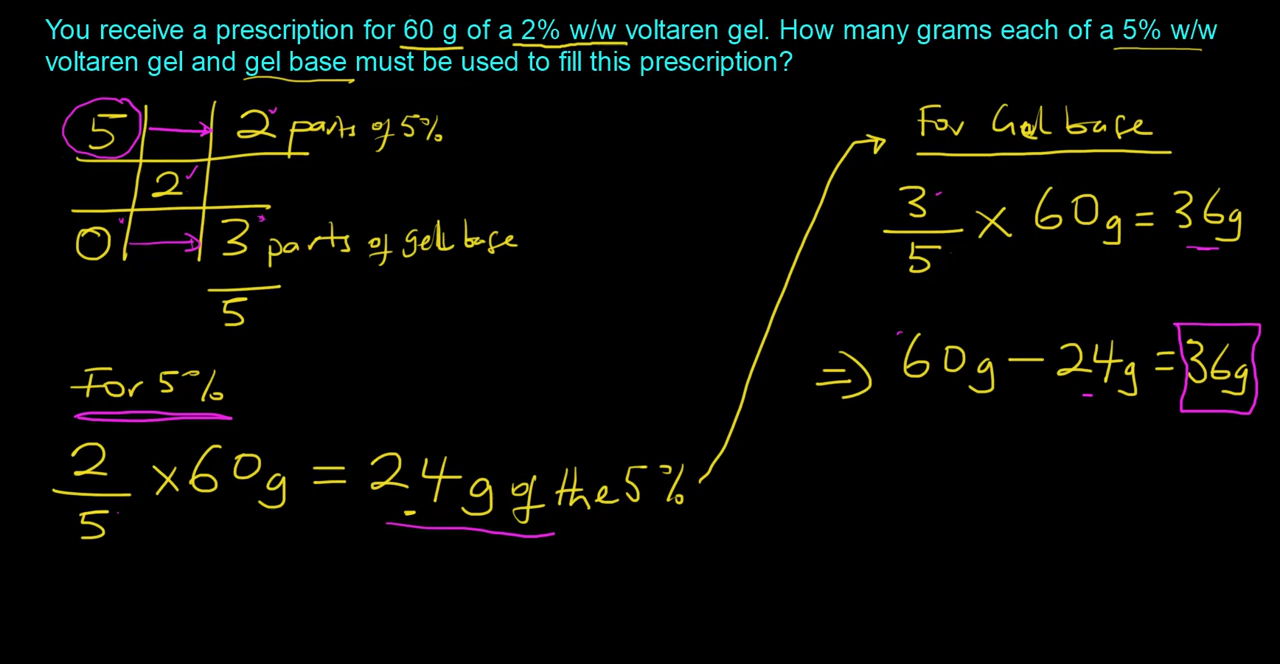 You receive a prescription for 60 g of a 2% w/w voltaren gel. How many grams each of a 5% w/w
voltaren gel and gel base must be used to fill this prescription?
5 2 parts of 5%
2
0 3 parts of gel base
5
For 5%
2/5 × 60g = 24g of the 5%
For Gel base
3/5 × 60g = 36g
⇒ 60g − 24g = 36g